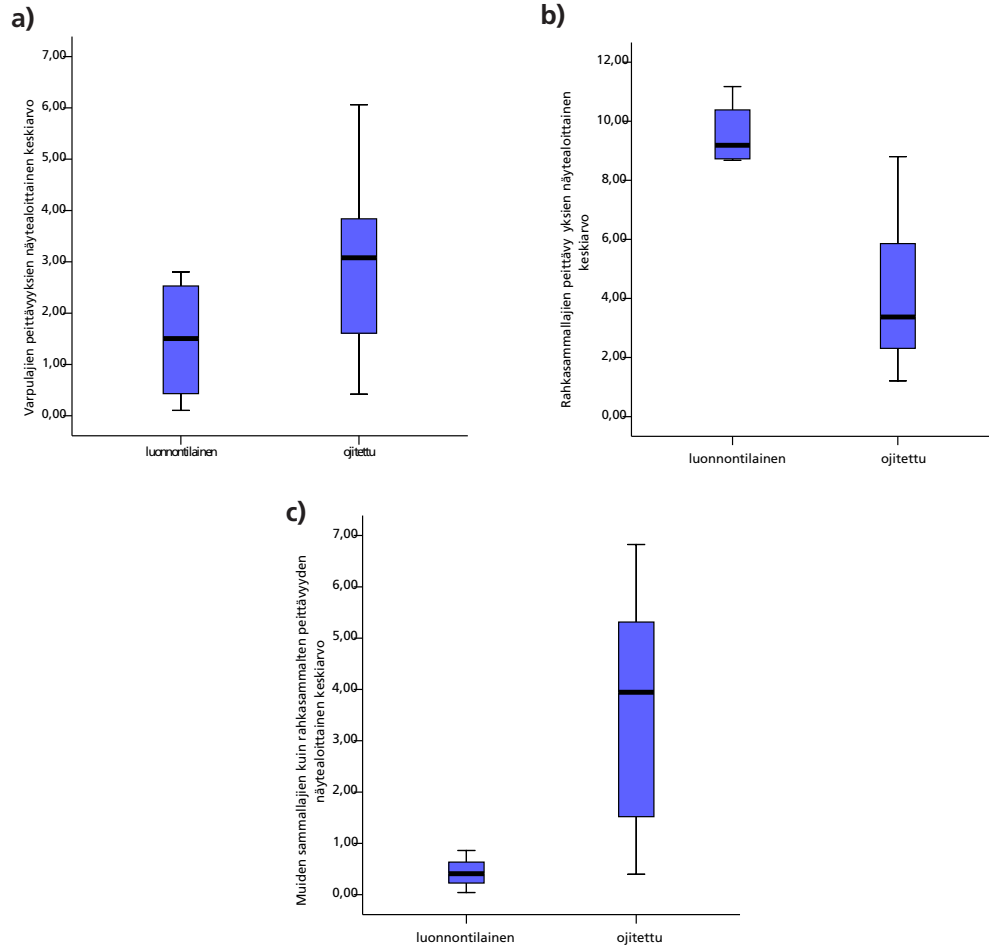 a)
Varpulajien peittävyyksien näytealoittainen keskiarvo
7,00
6,00
5,00
4,00
3,00
2,00
1,00
0,00
luonnontilainen
ojitettu
b)
Rahkasammallajien peittävy yksien näytealoittainen
keskiarvo
12,00
10,00
8,00
6,00
4,00
2,00
0,00
luonnontilainen
ojitettu
c)
Muiden sammallajien kuin rahkasammalten peittävyyden
näytealoittainen keskiarvo
7,00
6,00
5,00
4,00
3,00
2,00
1,00
0,00
luonnontilainen
ojitettu